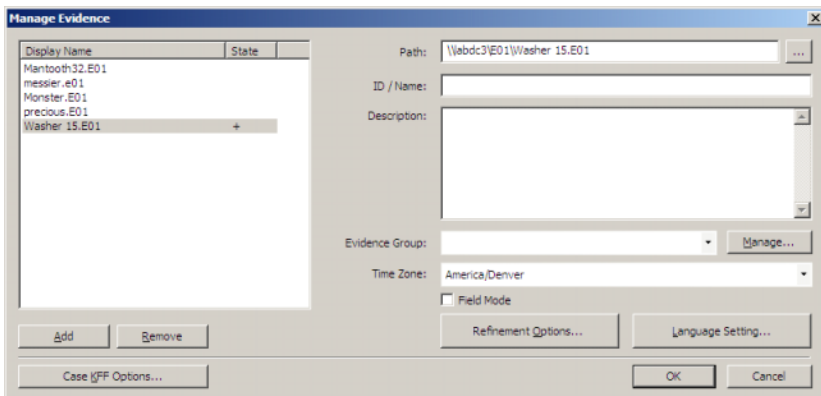 Manage Evidence
Display Name State
Mantooth32.E01
messier.e01
Monster.E01
precious.E01
Washer 15.E01 +
Add Remove
Case KFF Options...
Path: \\labdc3\E01\Washer 15.E01 ...
ID / Name:
Description:
Evidence Group: Manage...
Time Zone: America/Denver
Field Mode
Refinement Options... Language Setting...
OK Cancel